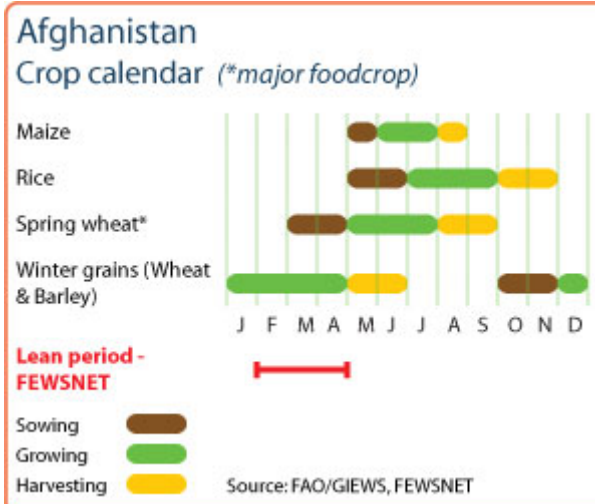 Afghanistan
Crop calendar (*major foodcrop)
Maize
Rice
Spring wheat*
Winter grains (Wheat
& Barley)
J F M A M J J A S O N D
Lean period -
FEWSNET
Sowing
Growing
Harvesting
Source: FAO/GIEWS, FEWSNET